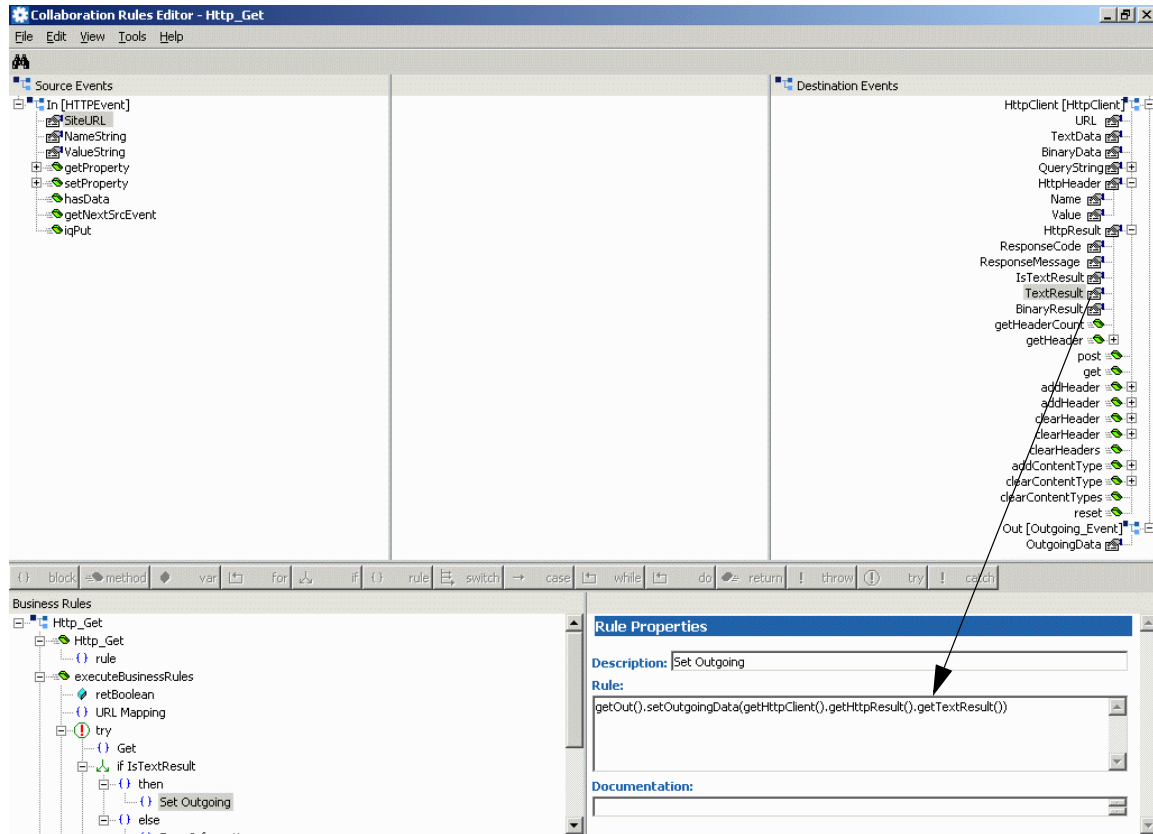 Collaboration Rules Editor - Http_Get
File Edit View Tools Help
Source Events
In [HTTPEvent]
SiteURL
NameString
ValueString
getProperty
setProperty
hasData
getNextSrcEvent
iqPut
Destination Events
HttpClient [HttpClient]
URL
TextData
BinaryData
QueryString
HttpHeader
Name
Value
HttpResult
ResponseCode
ResponseMessage
IsTextResult
TextResult
BinaryResult
getHeaderCount
getHeader
post
get
addHeader
addHeader
clearHeader
clearHeader
clearHeaders
addContentType
clearContentType
clearContentTypes
reset
Out [Outgoing_Event]
OutgoingData
block method var for if rule switch case while do return throw try catch
Business Rules
Http_Get
Http_Get
rule
executeBusinessRules
retBoolean
URL Mapping
try
Get
if IsTextResult
then
Set Outgoing
else
Rule Properties
Description: Set Outgoing
Rule:
getOut().setOutgoingData(getHttpClient().getHttpResult().getTextResult())
Documentation: